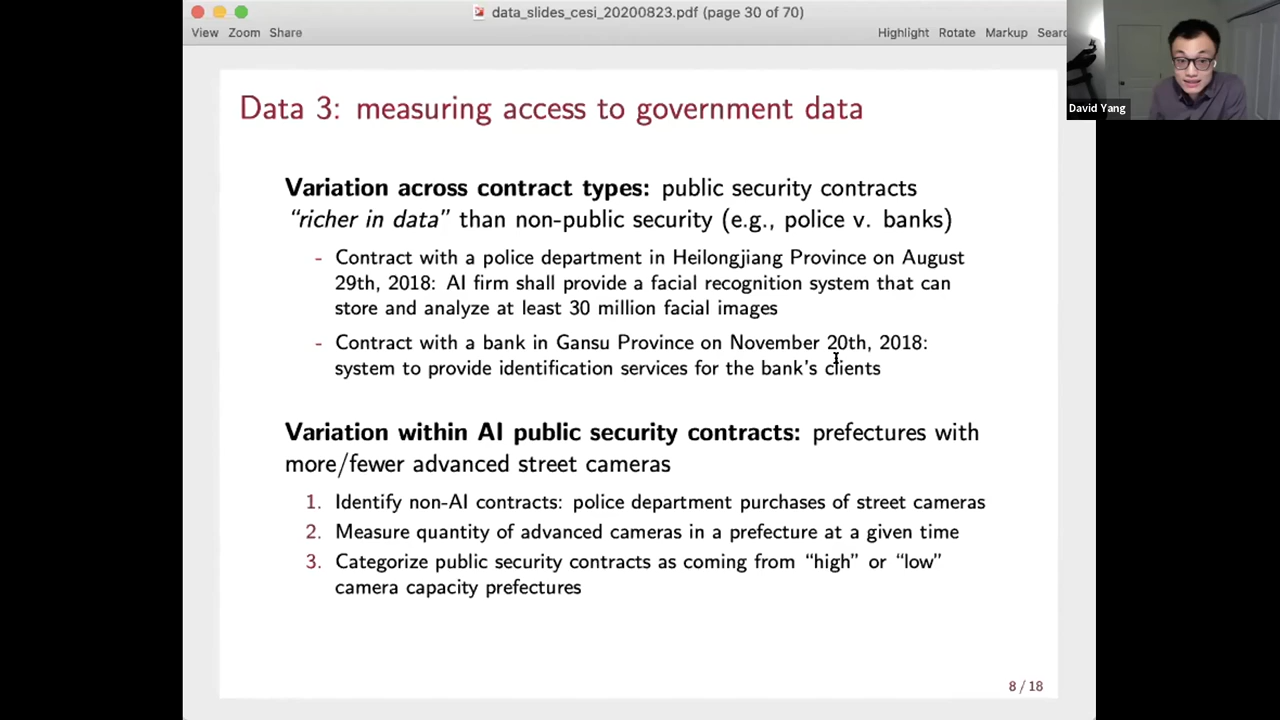 data_slides_cesi_20200823.pdf (page 30 of 70)
View Zoom Share Highlight Rotate Markup
David Yang
Data 3: measuring access to government data
Variation across contract types: public security contracts
“richer in data” than non-public security (e.g., police v. banks)
- Contract with a police department in Heilongjiang Province on August
29th, 2018: AI firm shall provide a facial recognition system that can
store and analyze at least 30 million facial images
- Contract with a bank in Gansu Province on November 20th, 2018:
system to provide identification services for the bank's clients
Variation within AI public security contracts: prefectures with
more/fewer advanced street cameras
1. Identify non-AI contracts: police department purchases of street cameras
2. Measure quantity of advanced cameras in a prefecture at a given time
3. Categorize public security contracts as coming from “high” or “low”
camera capacity prefectures
8 / 18